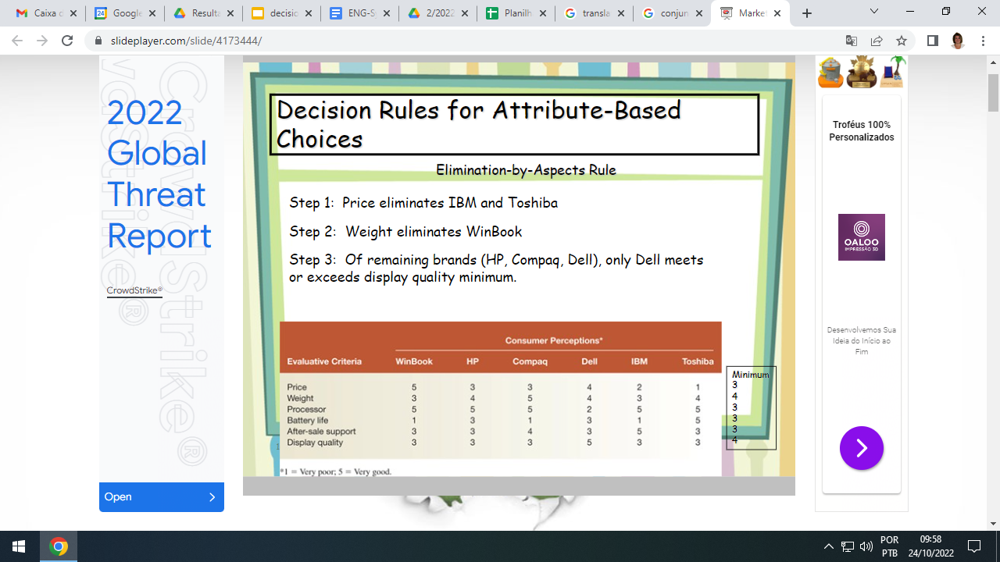 Caixa d
Google
Resulta
decisio
ENG-S
2/2022
Planilh
transla
conjun
Market
24
slideplayer.com/slide/4173444/
2022
Global
Threat
Report
CrowdStrike®
CrowdStrike®
CrowdStrike®
Open
Decision Rules for Attribute-Based
Choices
Elimination-by-Aspects Rule
Step 1: Price eliminates IBM and Toshiba
Step 2: Weight eliminates WinBook
Step 3: Of remaining brands (HP, Compaq, Dell), only Dell meets
or exceeds display quality minimum.
Consumer Perceptions*
Evaluative Criteria WinBook HP Compaq Dell IBM Toshiba
Price 5 3 3 4 2 1
Weight 3 4 5 4 3 4
Processor 5 5 5 2 5 5
Battery life 1 3 1 3 1 5
After-sale support 3 3 4 3 5 3
Display quality 3 3 3 5 3 3
*1 = Very poor; 5 = Very good.
Minimum
3
4
3
3
3
4
Troféus 100%
Personalizados
OALOO
IMPRESSÃO 3D
Desenvolvemos Sua
Ideia do Início ao
Fim
POR
PTB
09:58
24/10/2022